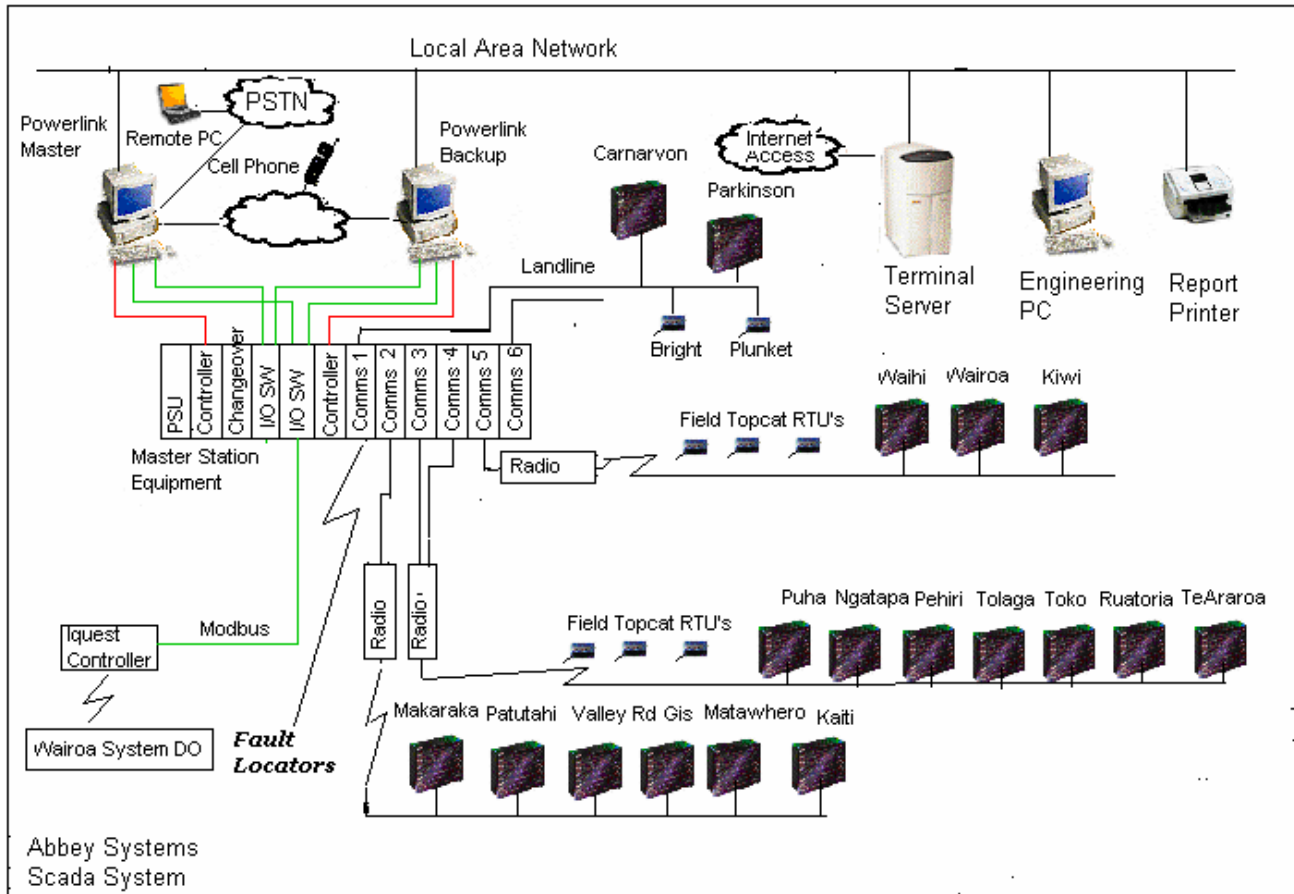 Local Area Network
PSTN
Powerlink
Master
Remote PC
Cell Phone
Powerlink
Backup
Carnarvon
Internet
Access
Parkinson
Landline
Terminal
Server
Engineering
PC
Report
Printer
Bright
Plunket
PSU
Controller
Changeover
I/O SW
I/O SW
Controller
Comms 1
Comms 2
Comms 3
Comms 4
Comms 5
Comms 6
Master Station
Equipment
Radio
Field Topcat RTU's
Waihi
Wairoa
Kiwi
Radio
Radio
Field Topcat RTU's
Puha
Ngatapa
Pehiri
Tolaga
Toko
Ruatoria
TeAraroa
Iquest
Controller
Modbus
Wairoa System DO
Fault
Locators
Makaraka
Patutahi
Valley Rd
Gis
Matawhero
Kaiti
Abbey Systems
Scada System